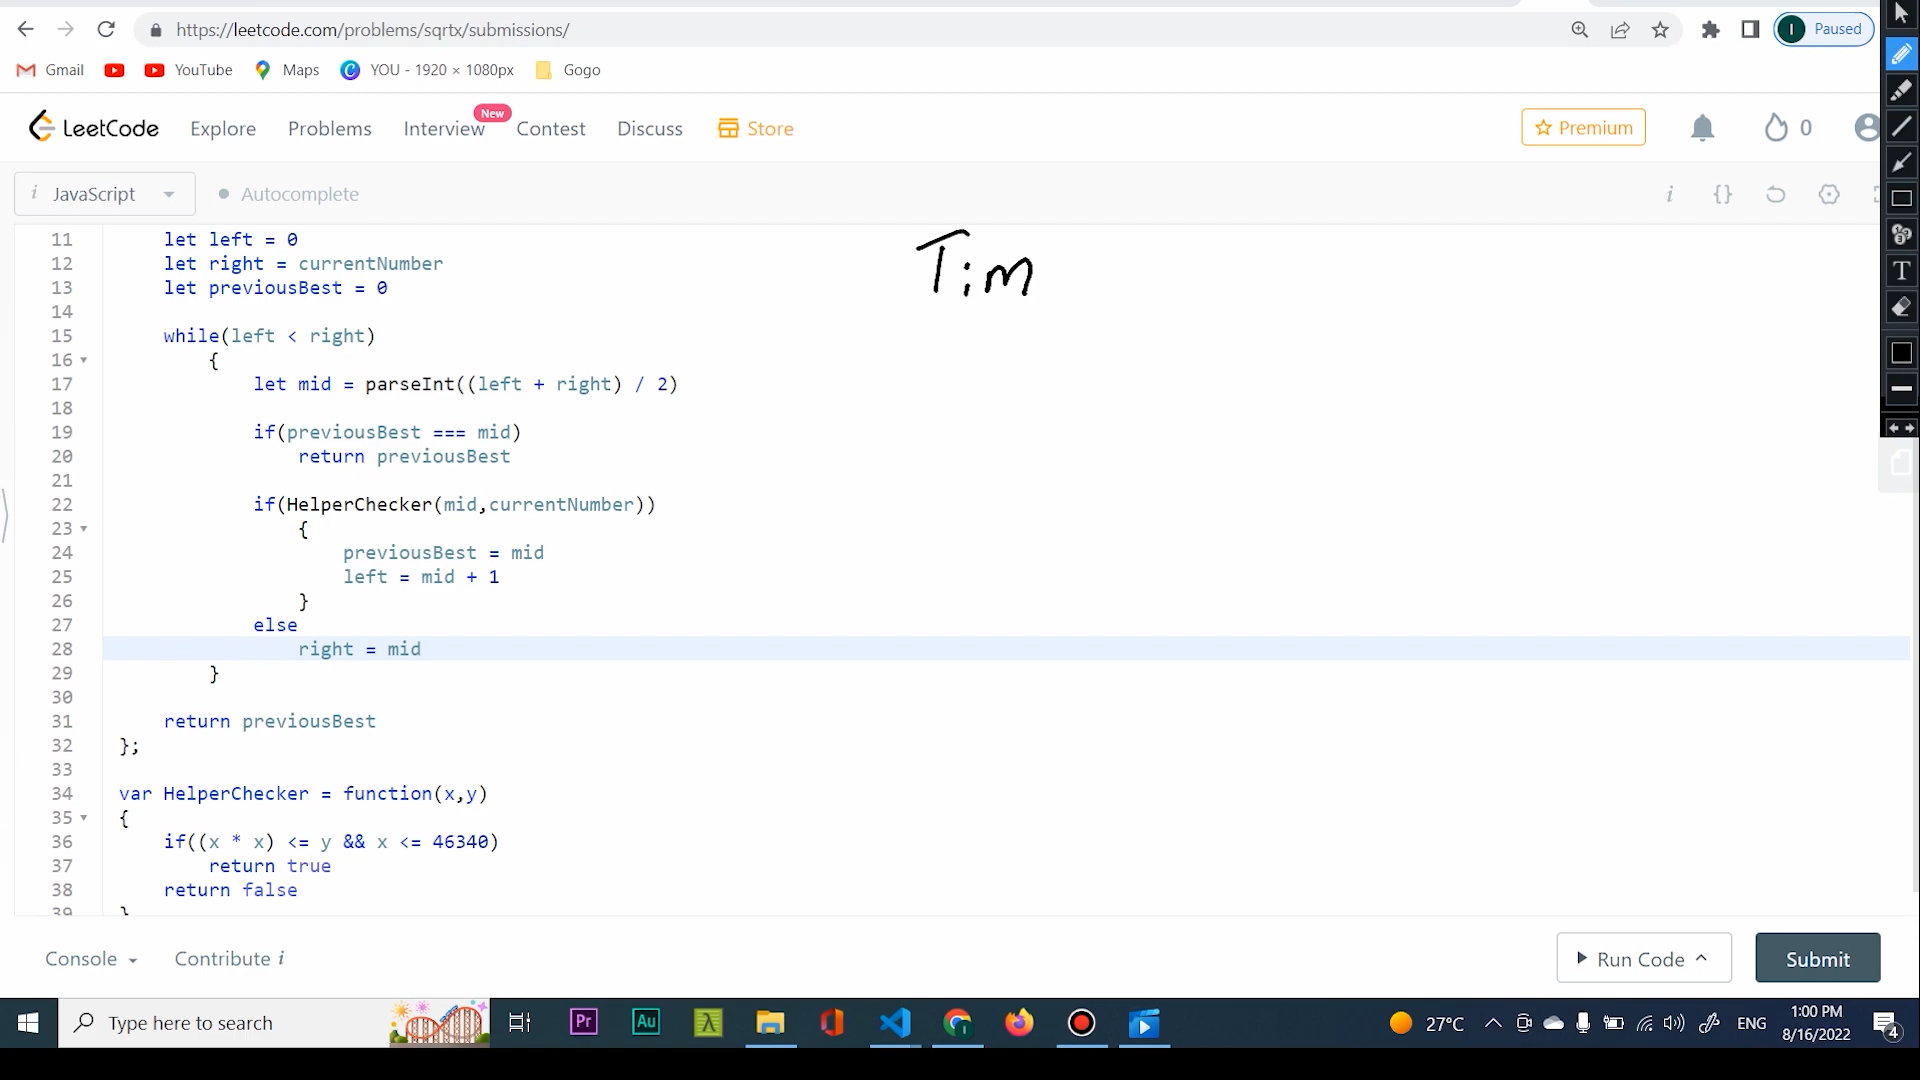 https://leetcode.com/problems/sqrtx/submissions/
Paused
Gmail
YouTube
Maps
YOU - 1920 × 1080px
Gogo
LeetCode
Explore
Problems
Interview
New
Contest
Discuss
Store
Premium
0
i JavaScript
Autocomplete
i {}
Tim
11 let left = 0
12 let right = currentNumber
13 let previousBest = 0
14
15 while(left < right)
16 {
17 let mid = parseInt((left + right) / 2)
18
19 if(previousBest === mid)
20 return previousBest
21
22 if(HelperChecker(mid,currentNumber))
23 {
24 previousBest = mid
25 left = mid + 1
26 }
27 else
28 right = mid
29 }
30
31 return previousBest
32 };
33
34 var HelperChecker = function(x,y)
35 {
36 if((x * x) <= y && x <= 46340)
37 return true
38 return false
39 }
Console
Contribute i
Run Code
Submit
Type here to search
Pr
Au
27°C
ENG
1:00 PM
8/16/2022
4